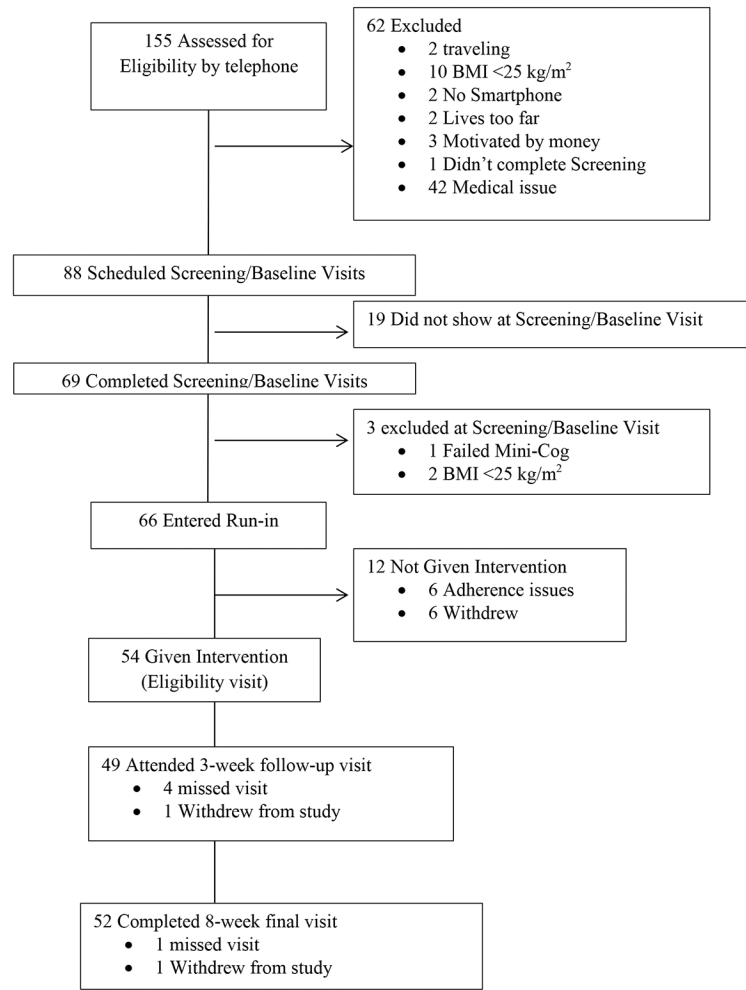 155 Assessed for
Eligibility by telephone
62 Excluded
• 2 traveling
• 10 BMI <25 kg/m²
• 2 No Smartphone
• 2 Lives too far
• 3 Motivated by money
• 1 Didn’t complete Screening
• 42 Medical issue
88 Scheduled Screening/Baseline Visits
19 Did not show at Screening/Baseline Visit
69 Completed Screening/Baseline Visits
3 excluded at Screening/Baseline Visit
• 1 Failed Mini-Cog
• 2 BMI <25 kg/m²
66 Entered Run-in
12 Not Given Intervention
• 6 Adherence issues
• 6 Withdrew
54 Given Intervention
(Eligibility visit)
49 Attended 3-week follow-up visit
• 4 missed visit
• 1 Withdrew from study
52 Completed 8-week final visit
• 1 missed visit
• 1 Withdrew from study